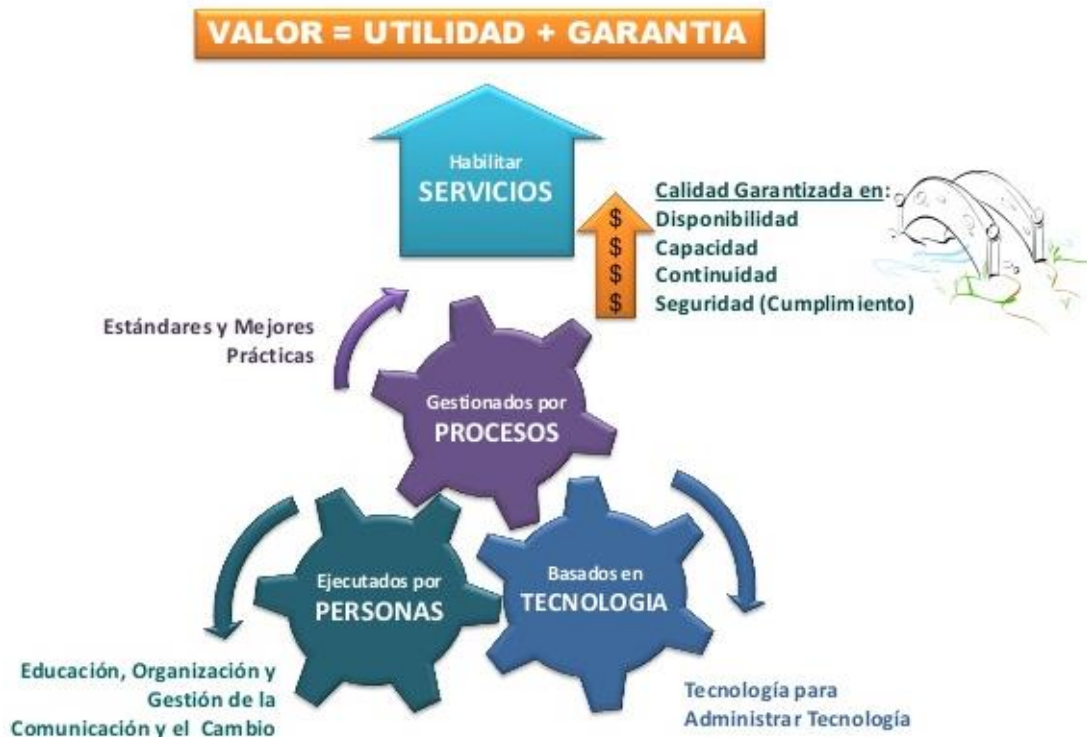 VALOR = UTILIDAD + GARANTIA
Habilitar
SERVICIOS
$
$
$
$
Calidad Garantizada en:
Disponibilidad
Capacidad
Continuidad
Seguridad (Cumplimiento)
Estándares y Mejores
Prácticas
Gestionados por
PROCESOS
Ejecutados por
PERSONAS
Basados en
TECNOLOGIA
Educación, Organización y
Gestión de la
Comunicación y el Cambio
Tecnología para
Administrar Tecnología